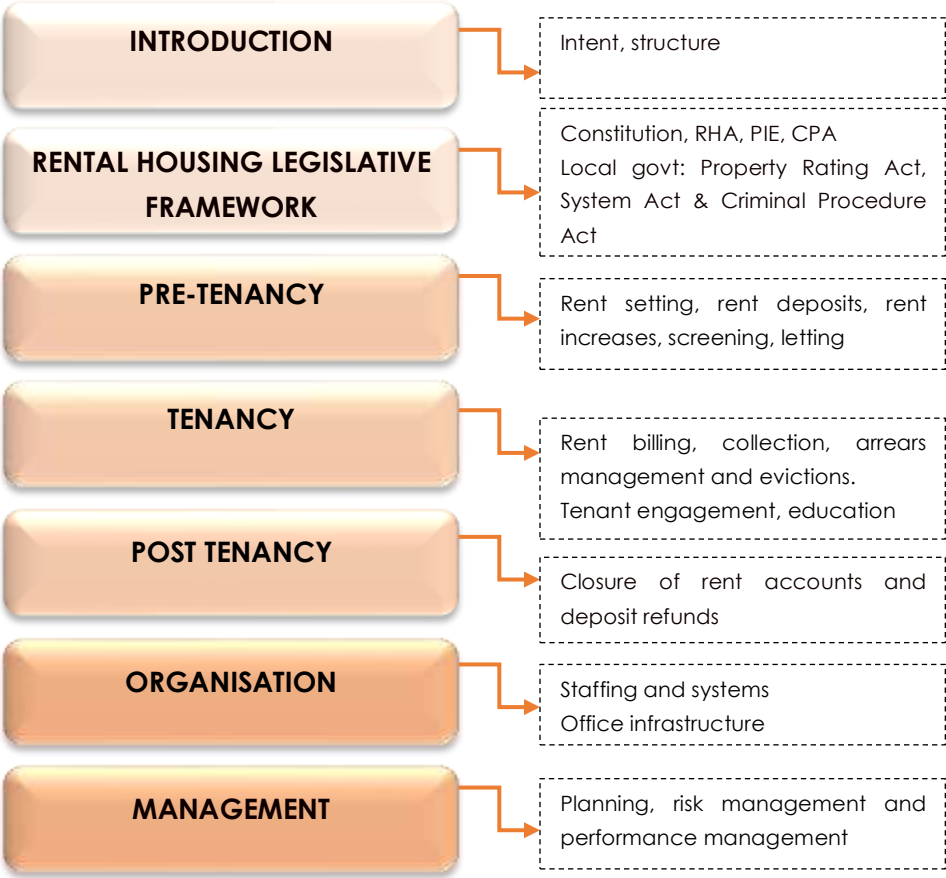 INTRODUCTION
Intent, structure
RENTAL HOUSING LEGISLATIVE
FRAMEWORK
Constitution, RHA, PIE, CPA
Local govt: Property Rating Act,
System Act & Criminal Procedure
Act
PRE-TENANCY
Rent setting, rent deposits, rent
increases, screening, letting
TENANCY
Rent billing, collection, arrears
management and evictions.
Tenant engagement, education
POST TENANCY
Closure of rent accounts and
deposit refunds
ORGANISATION
Staffing and systems
Office infrastructure
MANAGEMENT
Planning, risk management and
performance management